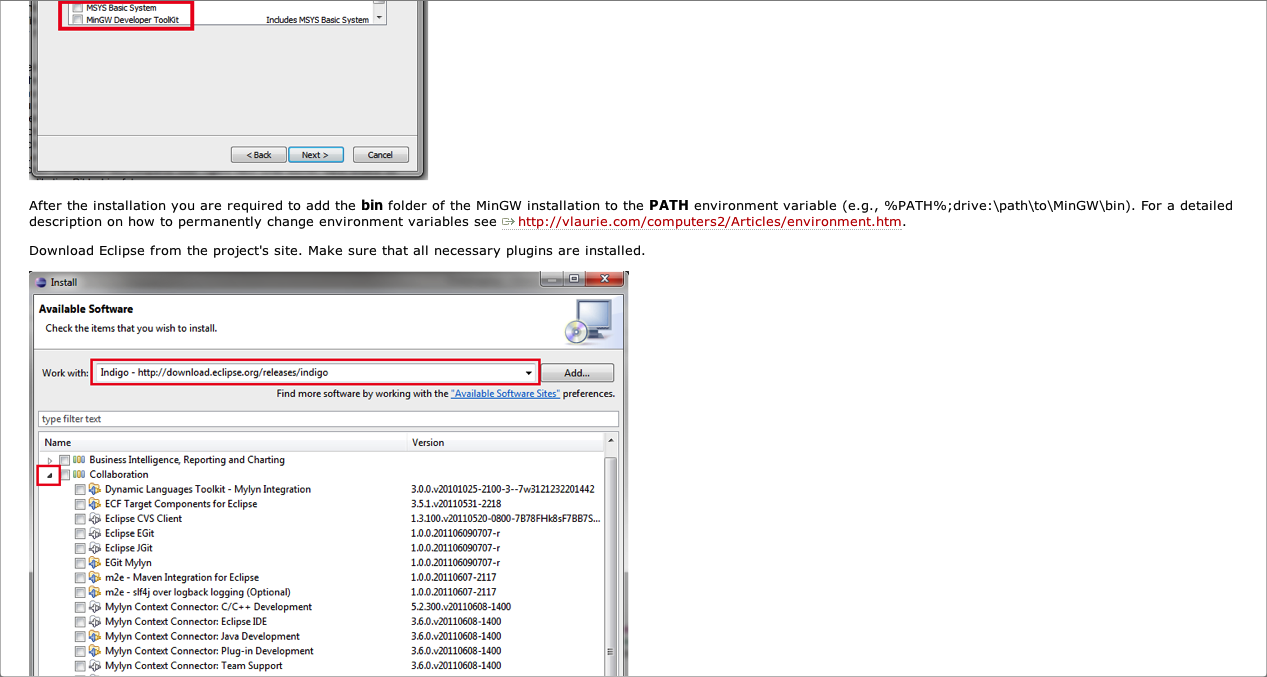 MSYS Basic System
MinGW Developer ToolKit Includes MSYS Basic System
< Back Next > Cancel
After the installation you are required to add the bin folder of the MinGW installation to the PATH environment variable (e.g., %PATH%;drive:\path\to\MinGW\bin). For a detailed
description on how to permanently change environment variables see http://vlaurie.com/computers2/Articles/environment.htm.
Download Eclipse from the project's site. Make sure that all necessary plugins are installed.
Install
Available Software
Check the items that you wish to install.
Work with: Indigo - http://download.eclipse.org/releases/indigo Add...
Find more software by working with the "Available Software Sites" preferences.
type filter text
Name Version
Business Intelligence, Reporting and Charting
Collaboration
Dynamic Languages Toolkit - Mylyn Integration 3.0.0.v20101025-2100-3--7w3121232201442
ECF Target Components for Eclipse 3.5.1.v20110531-2218
Eclipse CVS Client 1.3.100.v20110520-0800-7B78FHk8sF7BB7S...
Eclipse EGit 1.0.0.201106090707-r
Eclipse JGit 1.0.0.201106090707-r
EGit Mylyn 1.0.0.201106090707-r
m2e - Maven Integration for Eclipse 1.0.0.20110607-2117
m2e - slf4j over logback logging (Optional) 1.0.0.20110607-2117
Mylyn Context Connector: C/C++ Development 5.2.300.v20110608-1400
Mylyn Context Connector: Eclipse IDE 3.6.0.v20110608-1400
Mylyn Context Connector: Java Development 3.6.0.v20110608-1400
Mylyn Context Connector: Plug-in Development 3.6.0.v20110608-1400
Mylyn Context Connector: Team Support 3.6.0.v20110608-1400